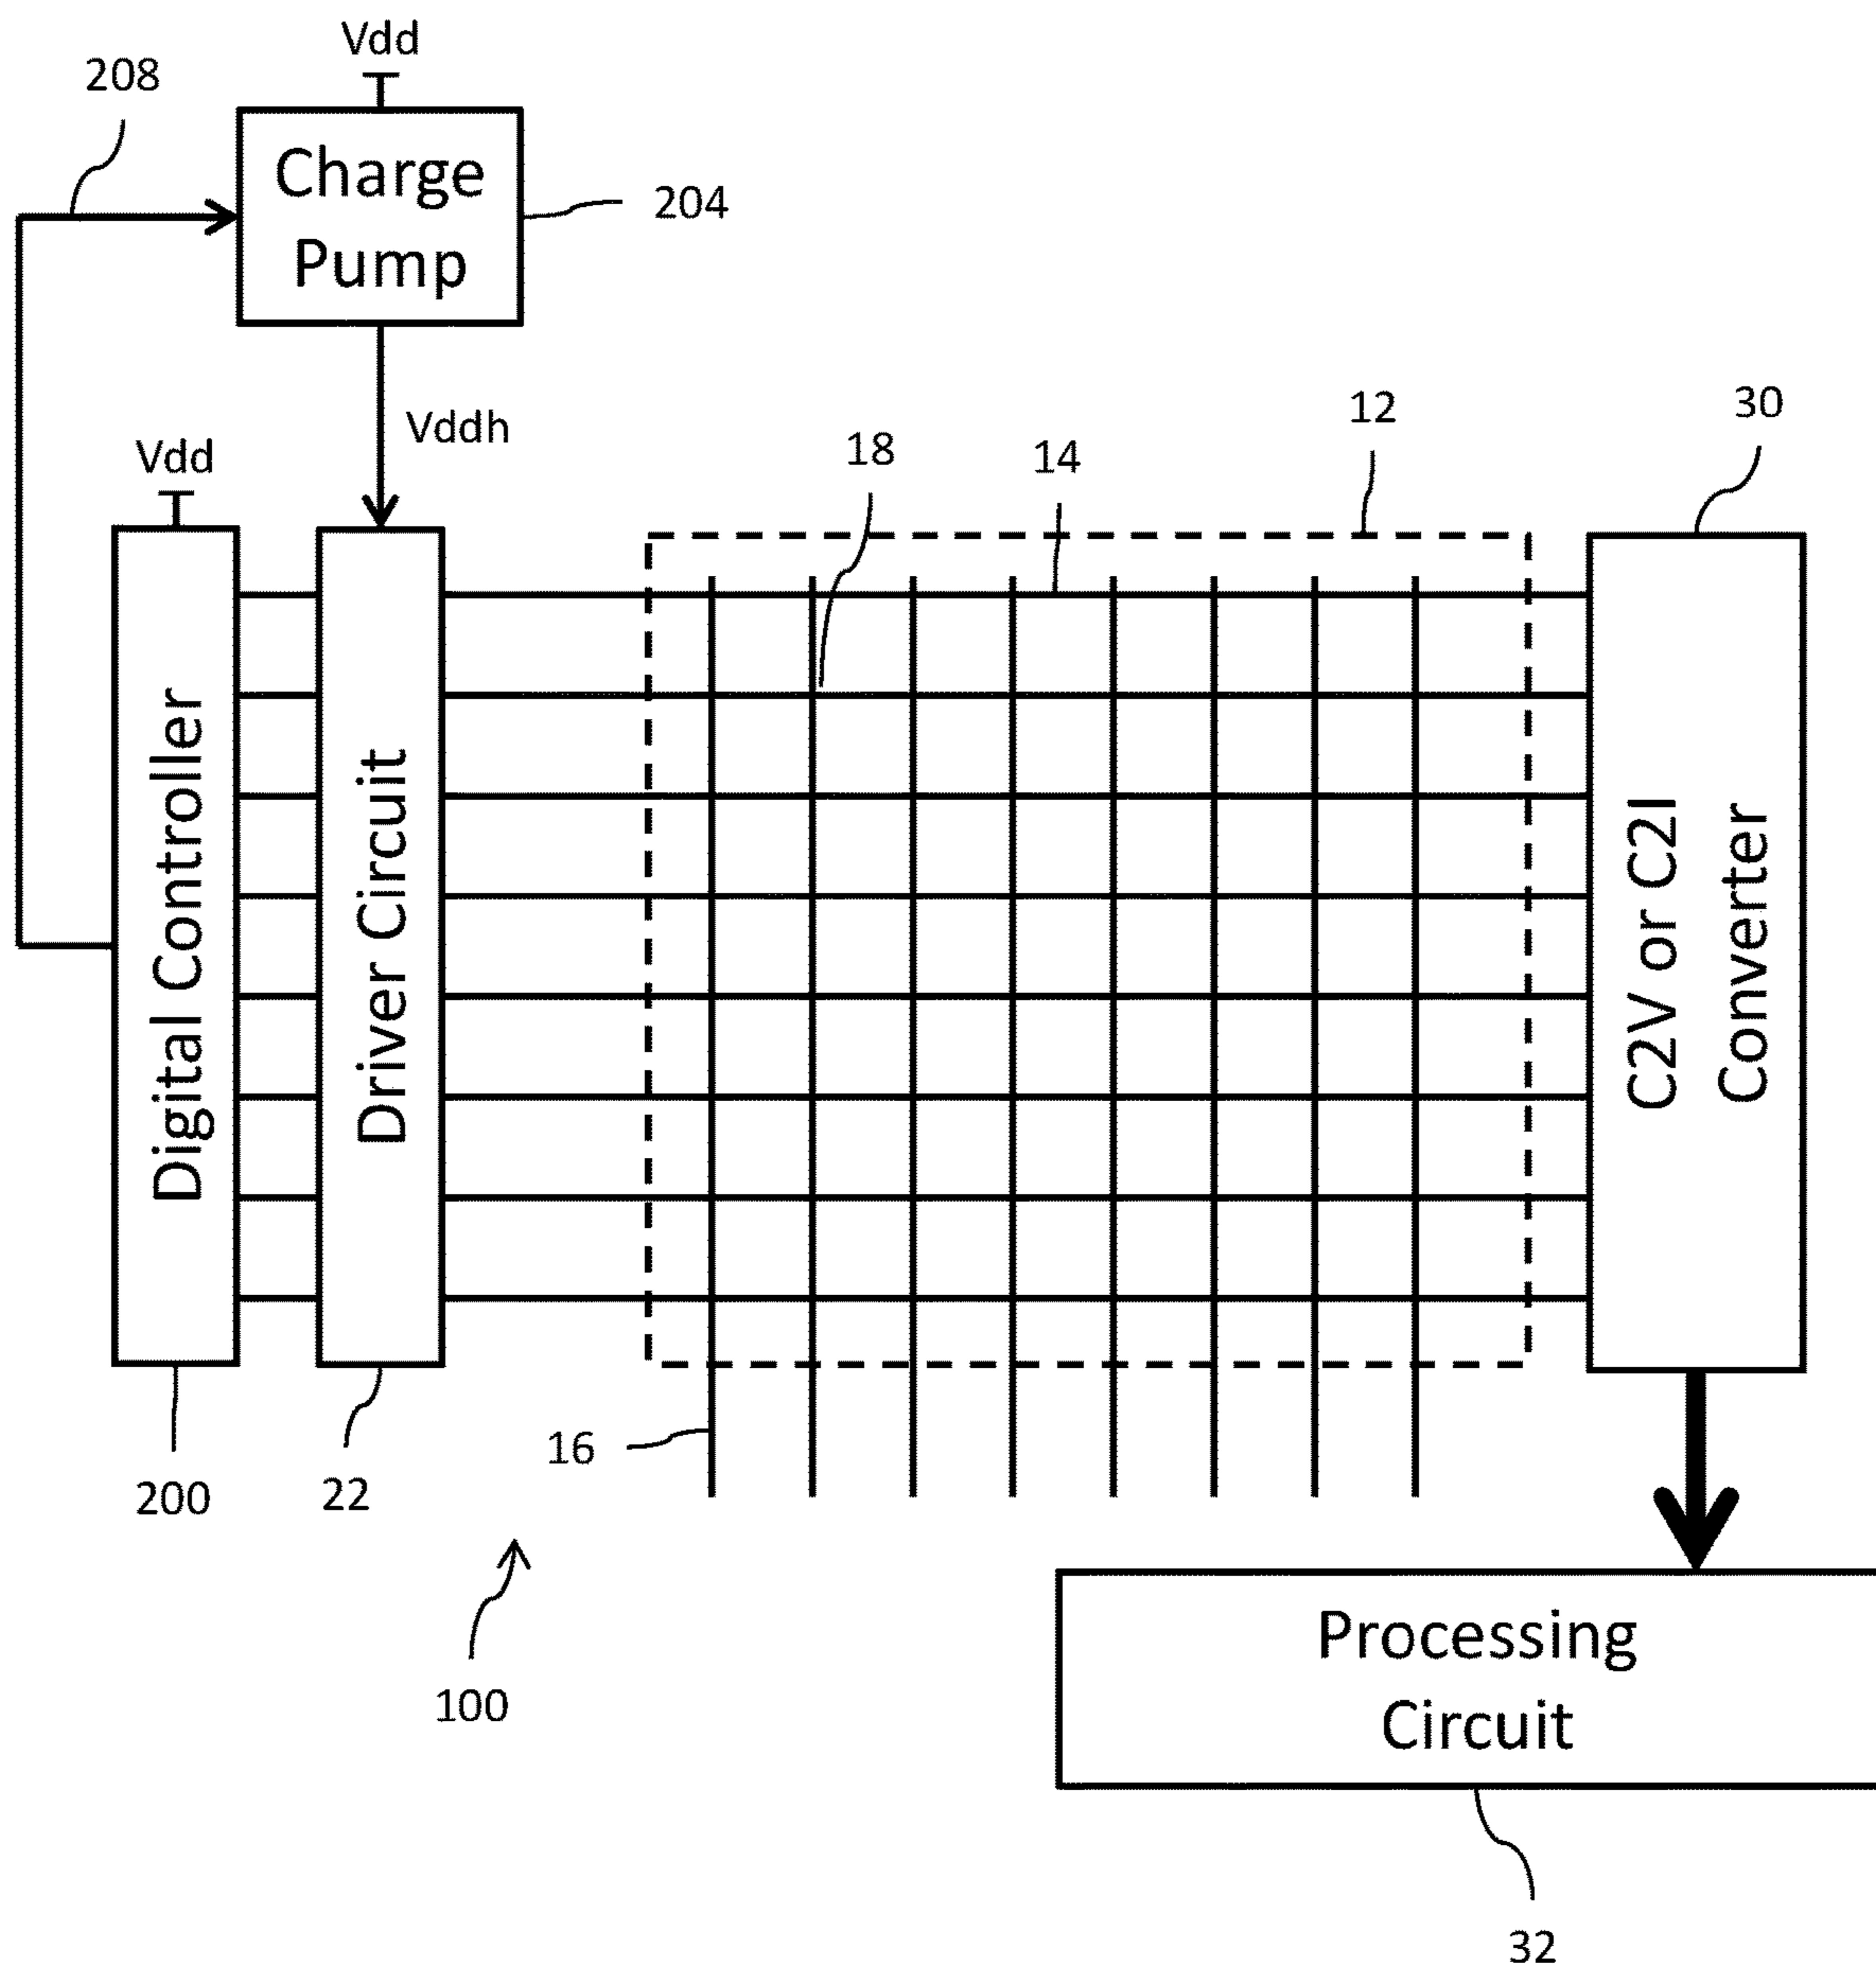 Vdd
208
Charge
Pump
204
Vddh
Vdd
18
14
12
30
Digital Controller
Driver Circuit
C2V or C2I
Converter
16
200
22
100
Processing
Circuit
32